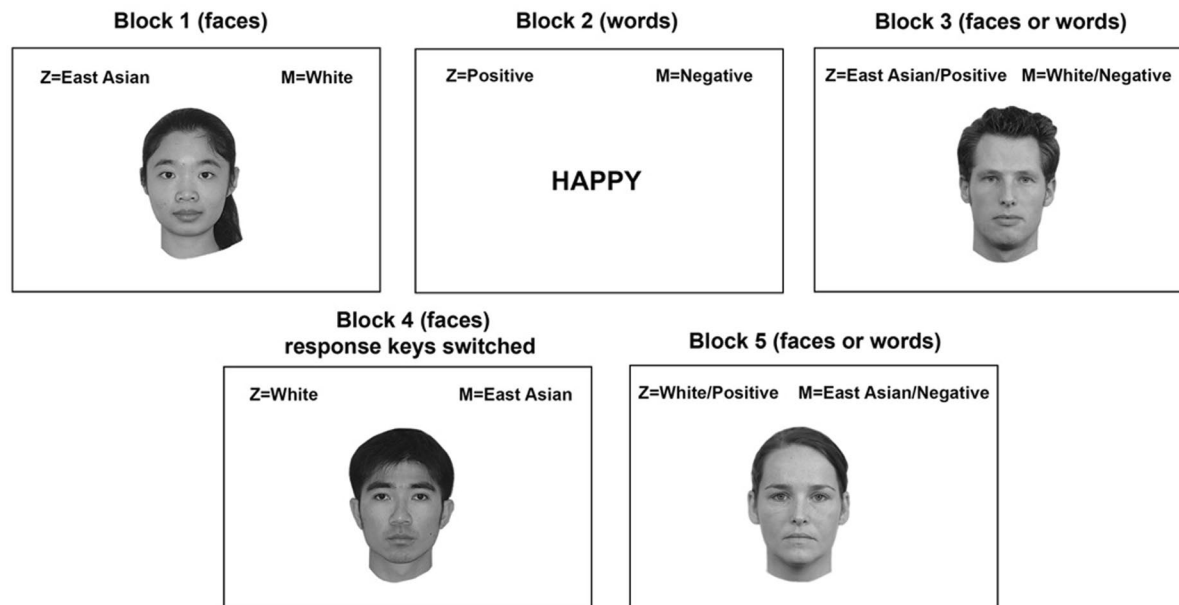 Block 1 (faces)
Z=East Asian M=White
Block 2 (words)
Z=Positive M=Negative
HAPPY
Block 3 (faces or words)
Z=East Asian/Positive M=White/Negative
Block 4 (faces)
response keys switched
Z=White M=East Asian
Block 5 (faces or words)
Z=White/Positive M=East Asian/Negative